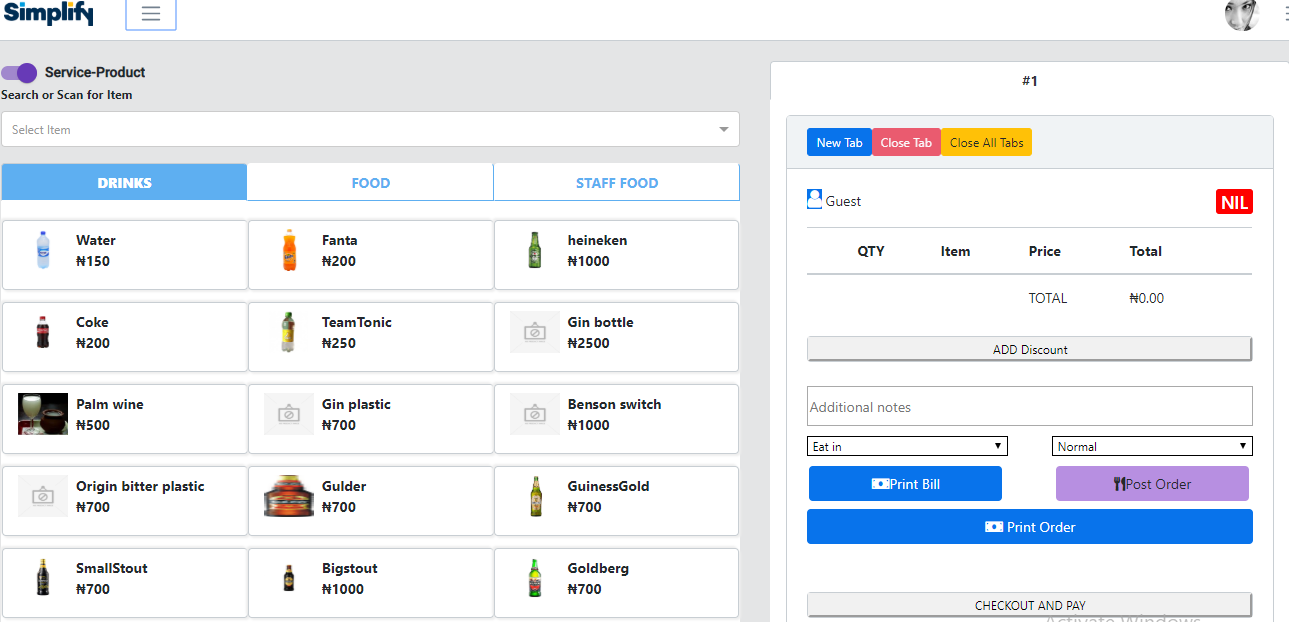 Simplify
Service-Product
Search or Scan for Item
Select Item
DRINKS FOOD STAFF FOOD
Water
₦150
Fanta
₦200
heineken
₦1000
Coke
₦200
TeamTonic
₦250
Gin bottle
₦2500
Palm wine
₦500
Gin plastic
₦700
Benson switch
₦1000
Origin bitter plastic
₦700
Gulder
₦700
GuinessGold
₦700
SmallStout
₦700
Bigstout
₦1000
Goldberg
₦700
#1
New Tab Close Tab Close All Tabs
Guest NIL
QTY Item Price Total
TOTAL ₦0.00
ADD Discount
Additional notes
Eat in Normal
Print Bill Post Order
Print Order
CHECKOUT AND PAY
Activate Windows